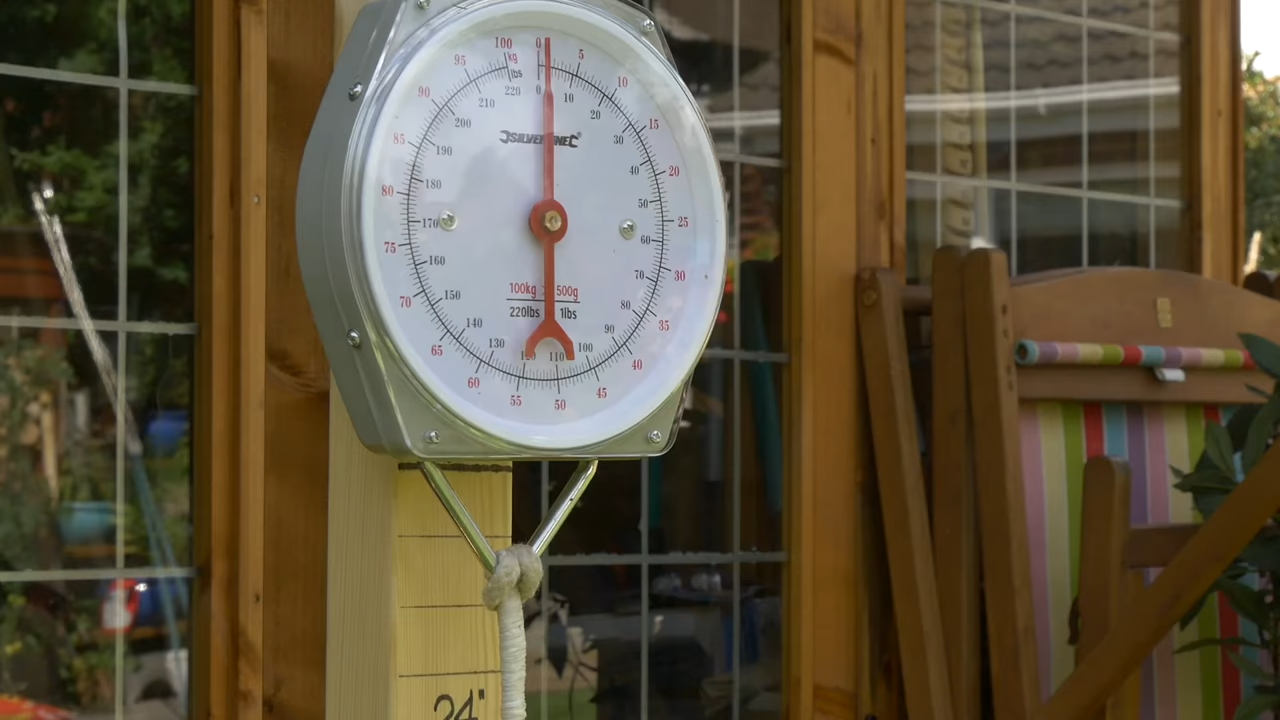 100 0 5
kg
95 lbs 10
220 0 10
90 210 20
200 30 15
85 190 40 20
80 180 50
170 60 25
75 160 70 30
70 150 80 35
140 90
65 130 110 100 40
60 45
55 50
SILVERLINE
100kg x 500g
220lbs 1lbs
24"